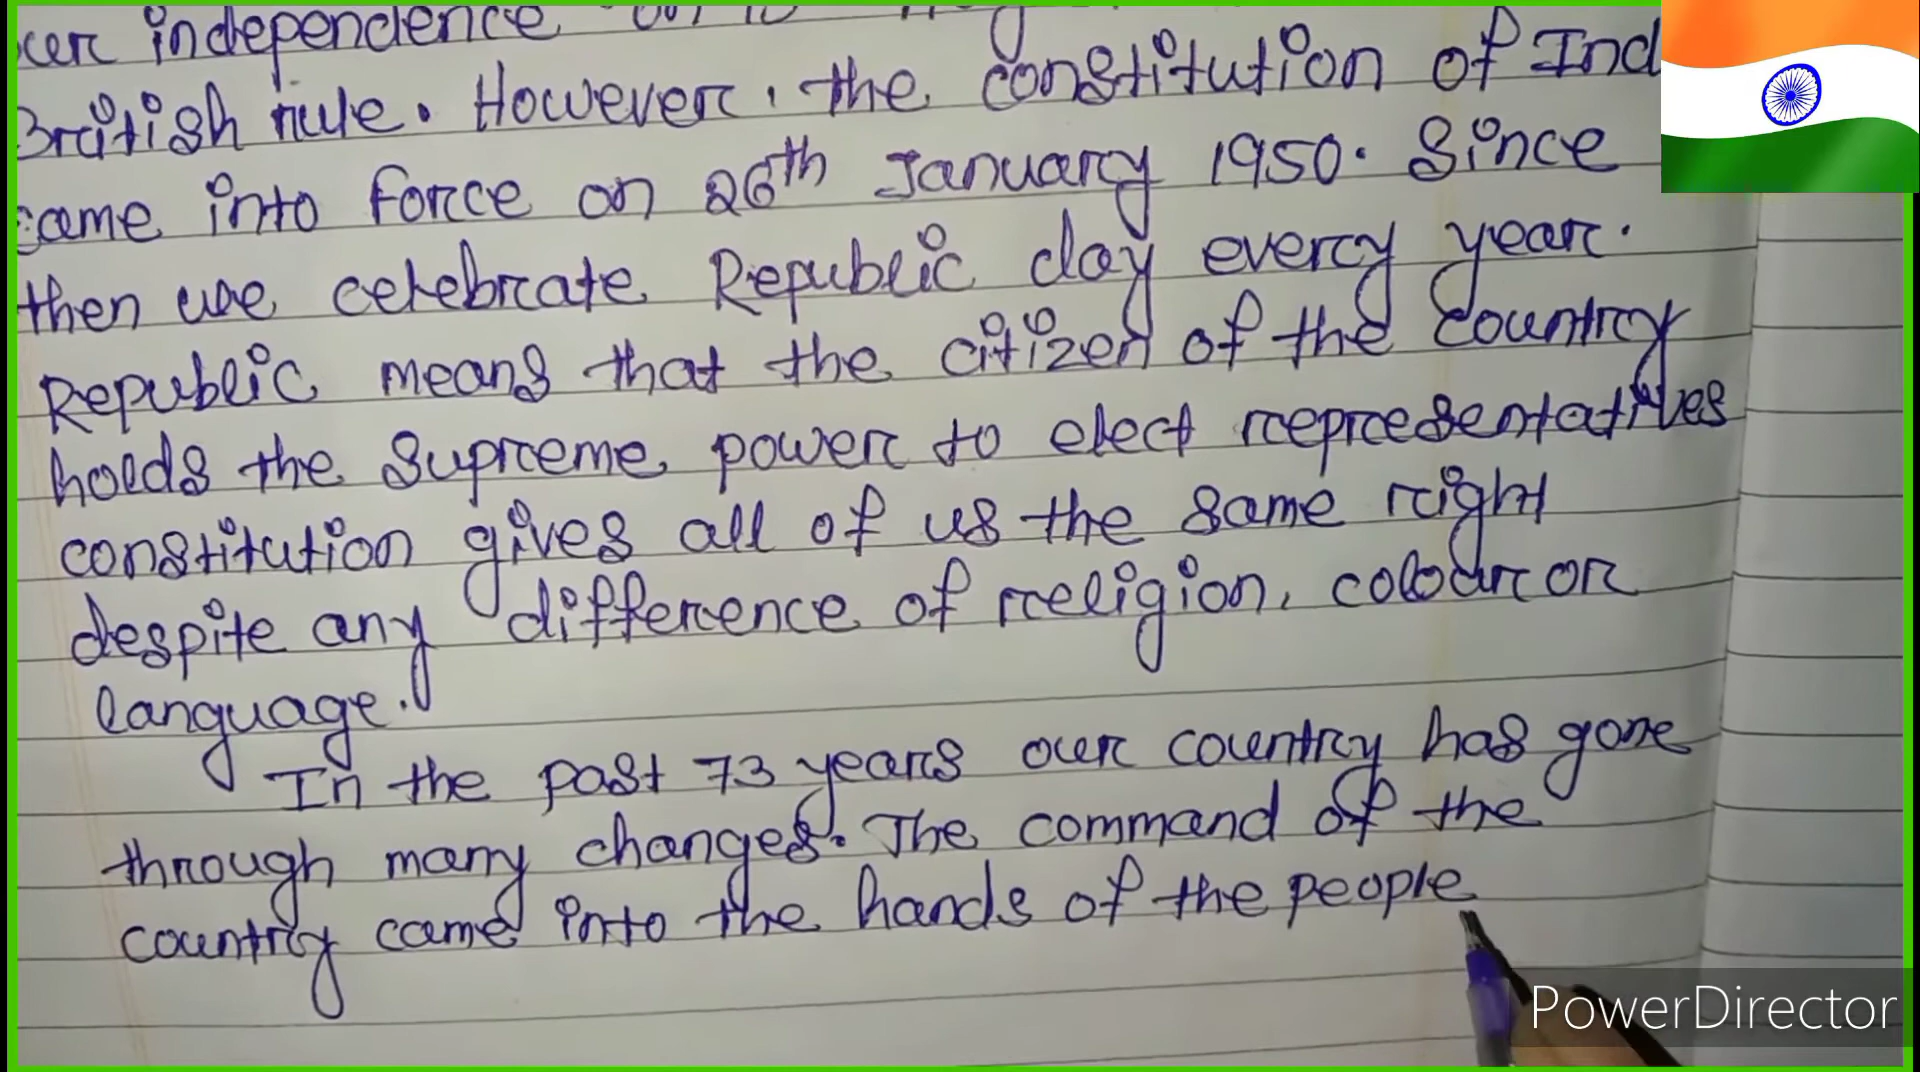 our independence on 15
British rule. However, the constitution of Ind
came into force on 26th January 1950. Since
then we celebrate Republic day every year.
Republic means that the citizen of the country
holds the supreme power to elect representatives
constitution gives all of us the same right
despite any difference of religion, colour or
language.
In the past 73 years our country has gone
through many changes. The command of the
country came into the hands of the people
PowerDirector